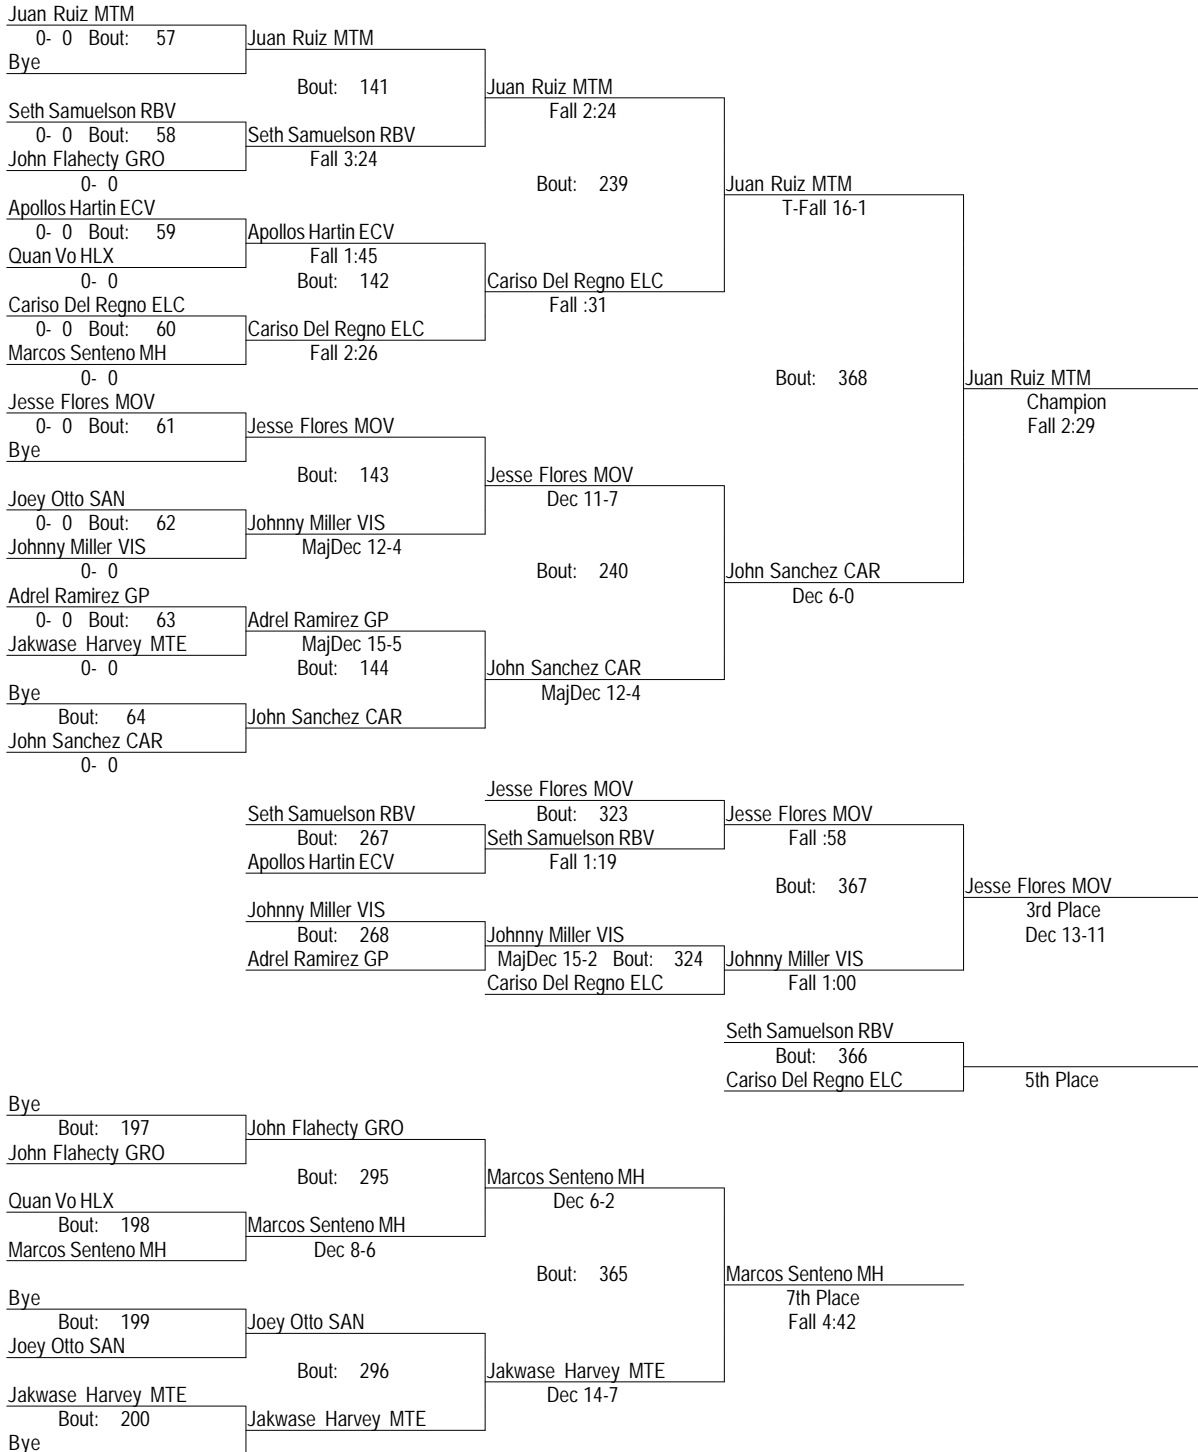 Juan Ruiz MTM
0- 0 Bout: 57
Juan Ruiz MTM
Bye
Bout: 141
Juan Ruiz MTM
Seth Samuelson RBV
Fall 2:24
0- 0 Bout: 58
Seth Samuelson RBV
John Flahecty GRO
Fall 3:24
0- 0
Bout: 239
Juan Ruiz MTM
Apollos Hartin ECV
T-Fall 16-1
0- 0 Bout: 59
Apollos Hartin ECV
Quan Vo HLX
Fall 1:45
0- 0
Bout: 142
Cariso Del Regno ELC
Cariso Del Regno ELC
Fall :31
0- 0 Bout: 60
Cariso Del Regno ELC
Marcos Senteno MH
Fall 2:26
0- 0
Bout: 368
Juan Ruiz MTM
Jesse Flores MOV
Champion
0- 0 Bout: 61
Jesse Flores MOV
Fall 2:29
Bye
Bout: 143
Jesse Flores MOV
Joey Otto SAN
Dec 11-7
0- 0 Bout: 62
Johnny Miller VIS
Johnny Miller VIS
MajDec 12-4
0- 0
Bout: 240
John Sanchez CAR
Adrel Ramirez GP
Dec 6-0
0- 0 Bout: 63
Adrel Ramirez GP
Jakwase Harvey MTE
MajDec 15-5
0- 0
Bout: 144
John Sanchez CAR
Bye
MajDec 12-4
Bout: 64
John Sanchez CAR
John Sanchez CAR
0- 0
Jesse Flores MOV
Seth Samuelson RBV
Bout: 323
Jesse Flores MOV
Bout: 267
Seth Samuelson RBV
Fall :58
Apollos Hartin ECV
Fall 1:19
Bout: 367
Jesse Flores MOV
Johnny Miller VIS
3rd Place
Bout: 268
Johnny Miller VIS
Dec 13-11
Adrel Ramirez GP
MajDec 15-2 Bout: 324
Johnny Miller VIS
Cariso Del Regno ELC
Fall 1:00
Seth Samuelson RBV
Bout: 366
Cariso Del Regno ELC
5th Place
Bye
Bout: 197
John Flahecty GRO
John Flahecty GRO
Bout: 295
Marcos Senteno MH
Quan Vo HLX
Dec 6-2
Bout: 198
Marcos Senteno MH
Marcos Senteno MH
Dec 8-6
Bout: 365
Marcos Senteno MH
Bye
7th Place
Bout: 199
Joey Otto SAN
Fall 4:42
Joey Otto SAN
Bout: 296
Jakwase Harvey MTE
Jakwase Harvey MTE
Dec 14-7
Bout: 200
Jakwase Harvey MTE
Bye